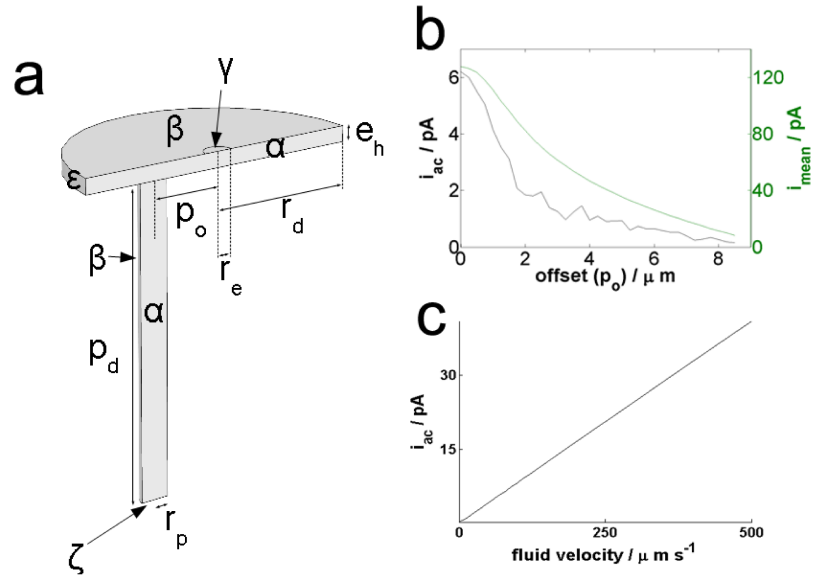 a
γ
β
α
e_h
ε
p_o
r_d
r_e
β
α
p_d
r_p
ζ
b
i_ac / pA
6
4
2
0
i_mean / pA
120
80
40
0
0 2 4 6 8
offset (p_o) / μ m
c
i_ac / pA
30
15
0 250 500
fluid velocity / μ m s⁻¹